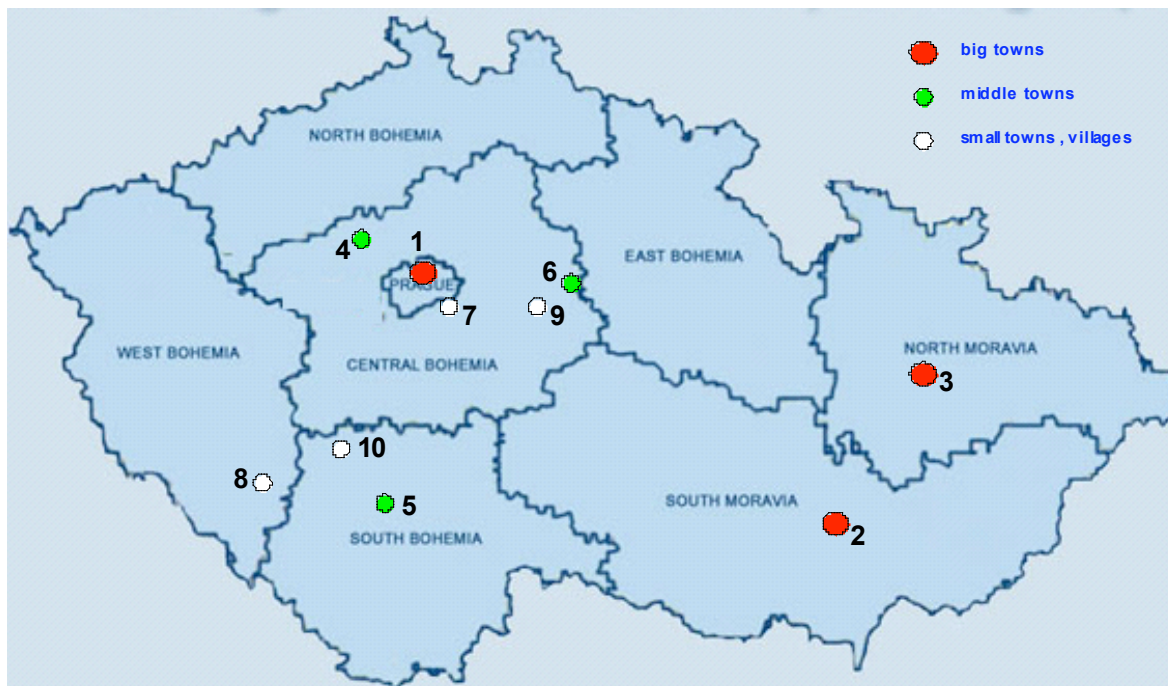 big towns
middle towns
small towns , villages
NORTH BOHEMIA
4
1
PRAGUE
6
EAST BOHEMIA
7
9
WEST BOHEMIA
CENTRAL BOHEMIA
NORTH MORAVIA
3
10
8
5
SOUTH MORAVIA
SOUTH BOHEMIA
2